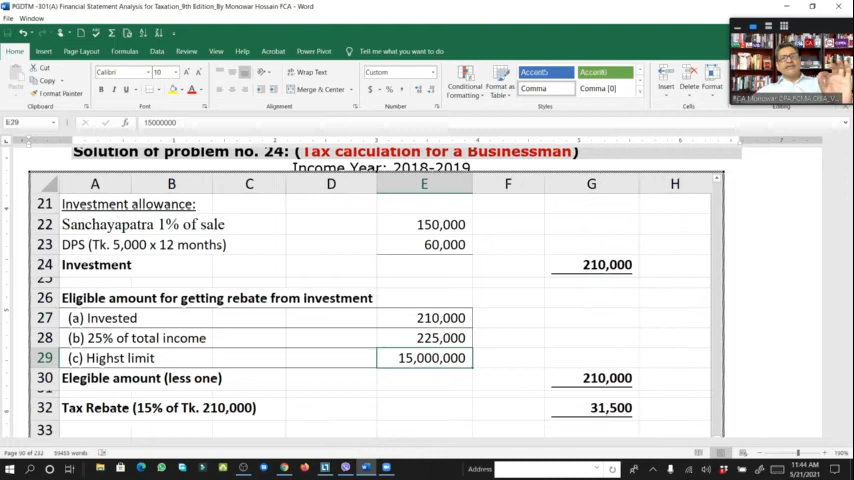 PGDTM -301(A) Financial Statement Analysis for Taxation_9th Edition_By Monowar Hossain FCA - Word
File Window
Home Insert Page Layout Formulas Data Review View Help Acrobat Power Pivot Tell me what you want to do
Paste
Cut
Copy
Format Painter
Clipboard
Calibri 10
B I U
Font
Wrap Text
Merge & Center
Alignment
Custom
Number
Conditional Formatting
Format as Table
Accent5 Accent6
Comma Comma [0]
Styles
Insert Delete Format
Cells
E29 15000000
Solution of problem no. 24: (Tax calculation for a Businessman)
Income Year: 2018-2019
A B C D E F G H
21 Investment allowance:
22 Sanchayapatra 1% of sale 150,000
23 DPS (Tk. 5,000 x 12 months) 60,000
24 Investment 210,000
25
26 Eligible amount for getting rebate from investment
27 (a) Invested 210,000
28 (b) 25% of total income 225,000
29 (c) Highst limit 15,000,000
30 Elegible amount (less one) 210,000
31
32 Tax Rebate (15% of Tk. 210,000) 31,500
33
190%
Address
11:44 AM
5/21/2021